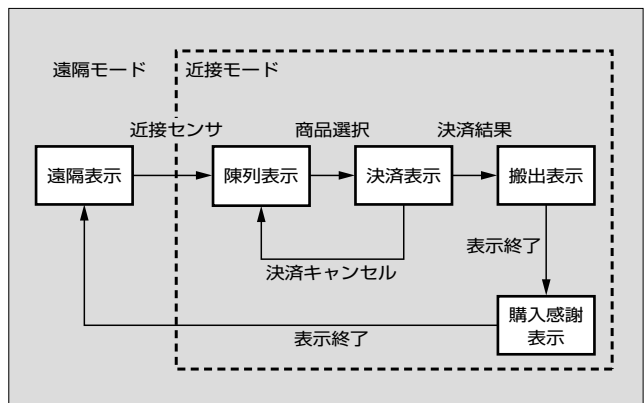 遠隔モード
近接モード
近接センサ
商品選択
決済結果
遠隔表示
陳列表示
決済表示
搬出表示
表示終了
決済キャンセル
購入感謝
表示
表示終了